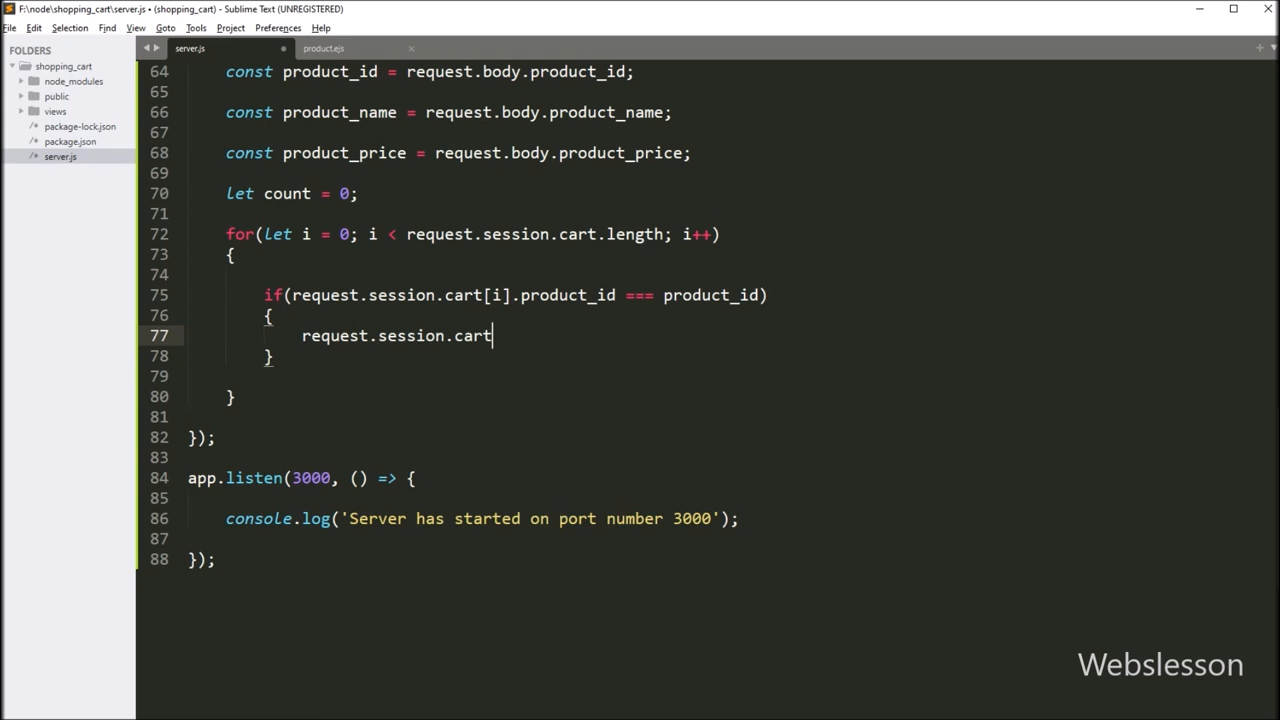 F:\node\shopping_cart\server.js • (shopping_cart) - Sublime Text (UNREGISTERED)
File Edit Selection Find View Goto Tools Project Preferences Help
FOLDERS
shopping_cart
node_modules
public
views
package-lock.json
package.json
server.js
server.js product.ejs
64 const product_id = request.body.product_id;
65
66 const product_name = request.body.product_name;
67
68 const product_price = request.body.product_price;
69
70 let count = 0;
71
72 for(let i = 0; i < request.session.cart.length; i++)
73 {
74
75 if(request.session.cart[i].product_id === product_id)
76 {
77 request.session.cart
78 }
79
80 }
81
82 });
83
84 app.listen(3000, () => {
85
86 console.log('Server has started on port number 3000');
87
88 });
Webslesson